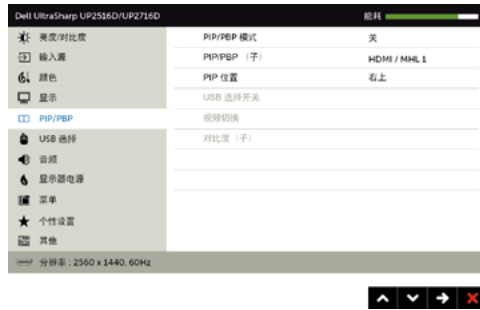 Dell UltraSharp UP2516D/UP2716D 能耗
亮度/对比度 PIP/PBP 模式 关
输入源 PIP/PBP （子） HDMI / MHL 1
颜色 PIP 位置 右上
显示 USB 选择开关
PIP/PBP 视频切换
USB 选择 对比度（子）
音频
显示器电源
菜单
个性设置
其他
分辨率 : 2560 x 1440, 60Hz